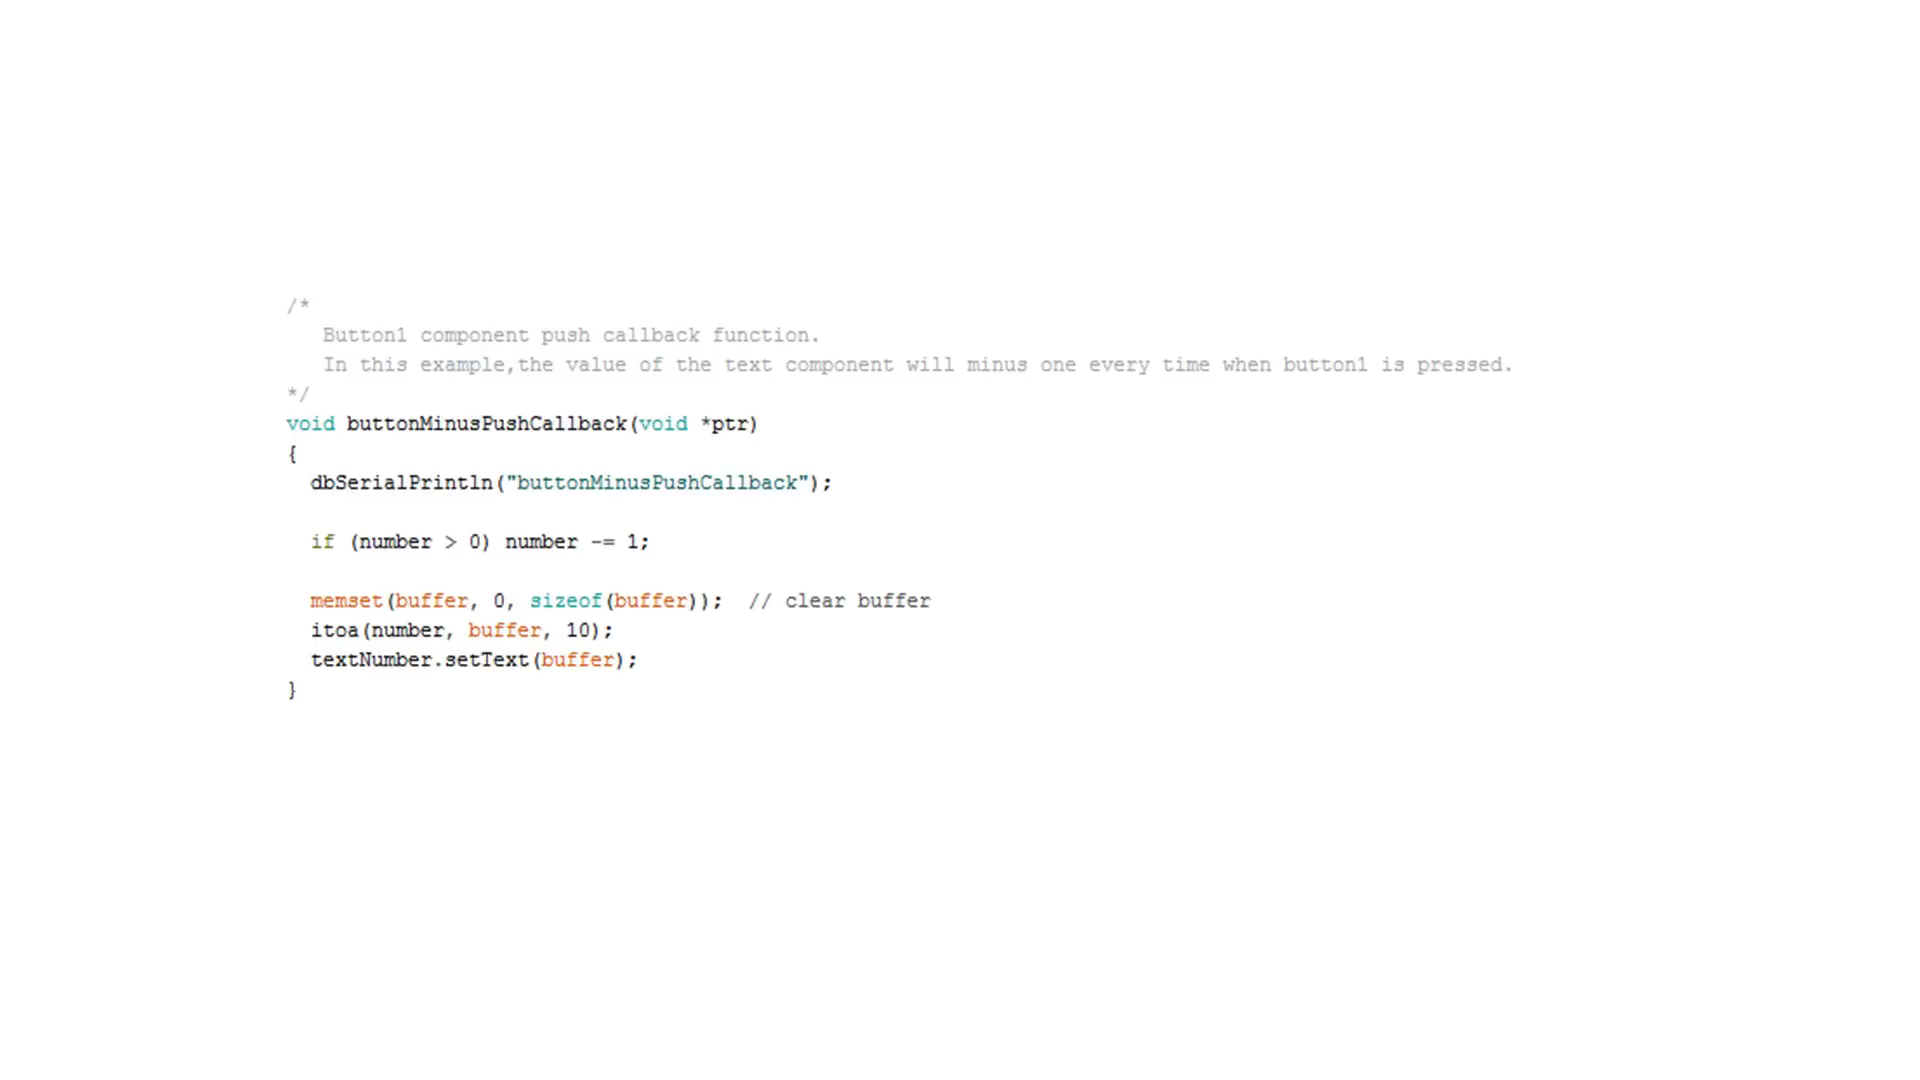 /*
Button1 component push callback function.
In this example,the value of the text component will minus one every time when button1 is pressed.
*/
void buttonMinusPushCallback(void *ptr)
{
dbSerialPrintln("buttonMinusPushCallback");
if (number > 0) number -= 1;
memset(buffer, 0, sizeof(buffer));  // clear buffer
itoa(number, buffer, 10);
textNumber.setText(buffer);
}